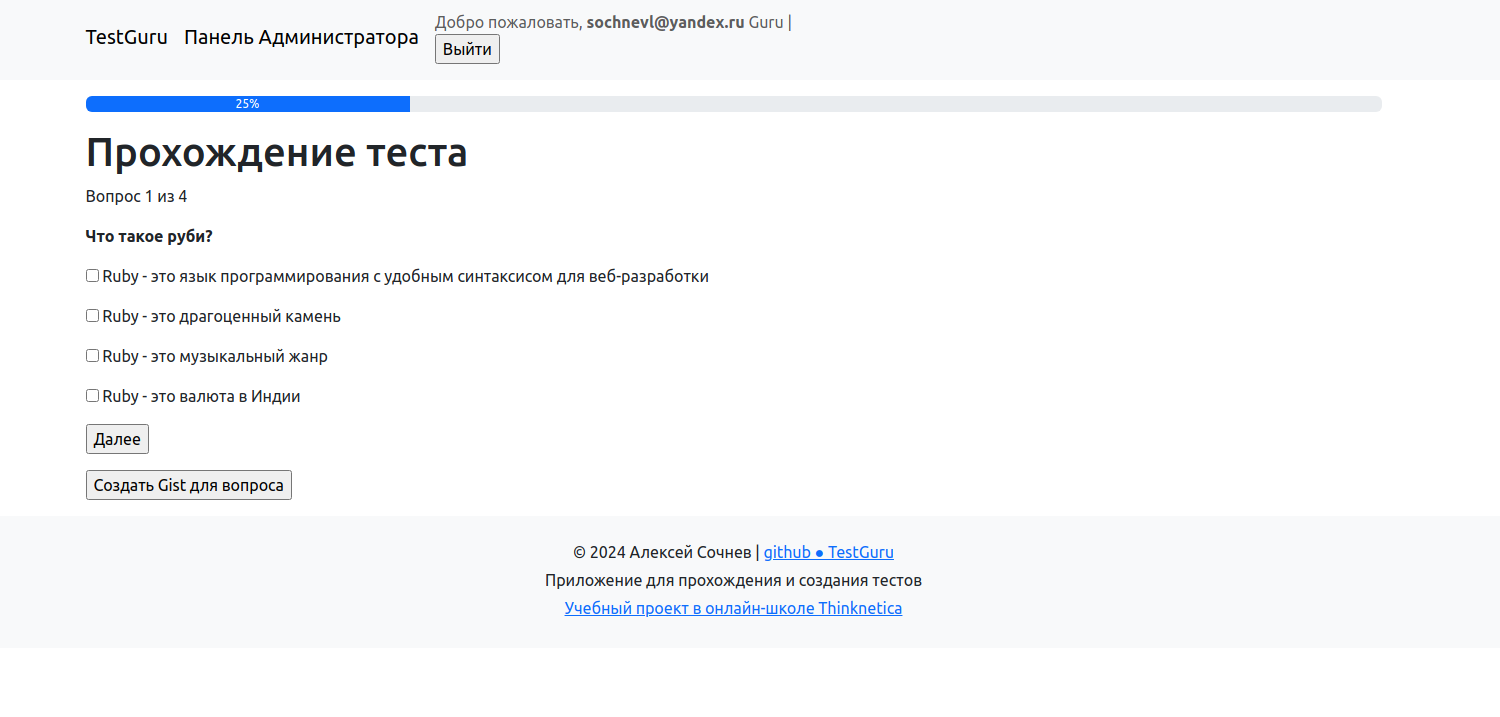 TestGuru Панель Администратора
Добро пожаловать, sochnevl@yandex.ru Guru |
Выйти
25%
Прохождение теста
Вопрос 1 из 4
Что такое руби?
Ruby - это язык программирования с удобным синтаксисом для веб-разработки
Ruby - это драгоценный камень
Ruby - это музыкальный жанр
Ruby - это валюта в Индии
Далее
Создать Gist для вопроса
© 2024 Алексей Сочнев | github ● TestGuru
Приложение для прохождения и создания тестов
Учебный проект в онлайн-школе Thinknetica